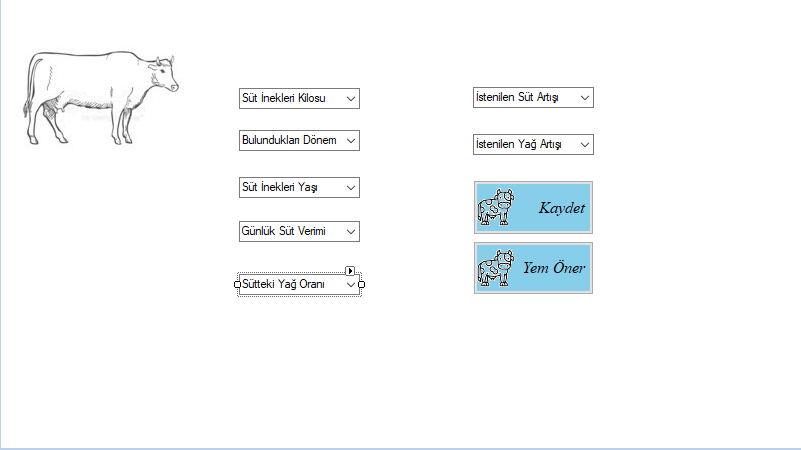 Süt İnekleri Kilosu
Bulundukları Dönem
Süt İnekleri Yaşı
Günlük Süt Verimi
Sütteki Yağ Oranı
İstenilen Süt Artışı
İstenilen Yağ Artışı
Kaydet
Yem Öner